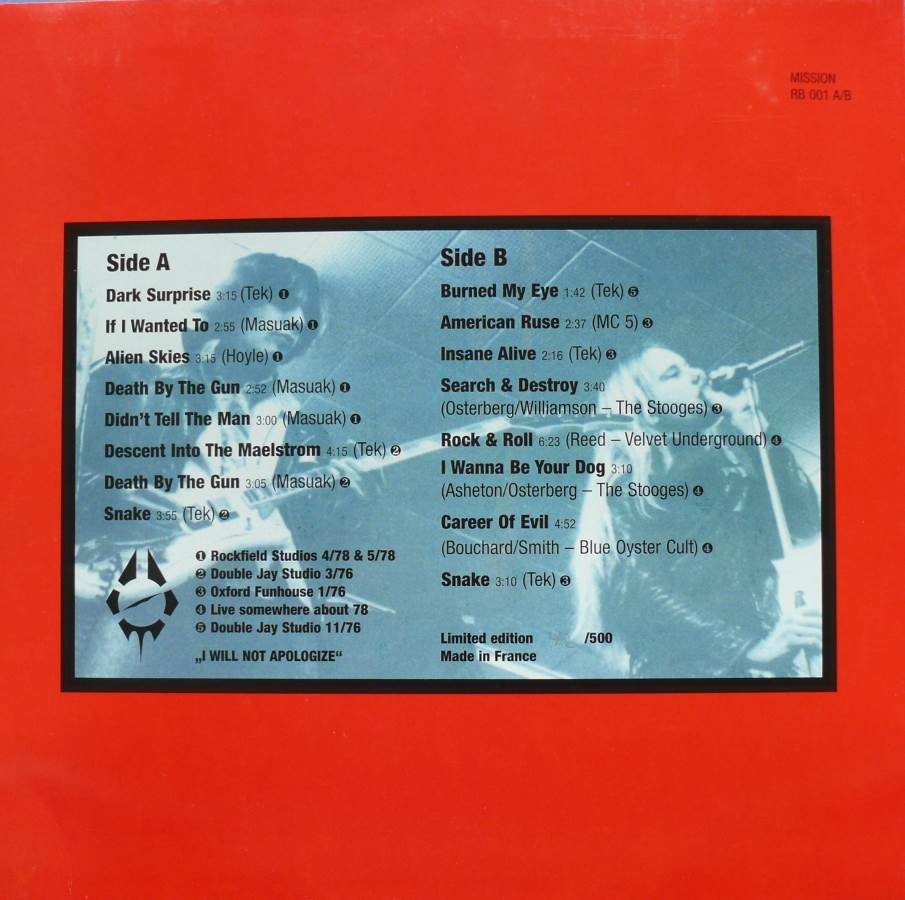 MISSION
RB 001 A/B
Side A
Dark Surprise 3:15 (Tek) ❶
If I Wanted To 2:55 (Masuak) ❶
Alien Skies 3:15 (Hoyle) ❶
Death By The Gun 2:52 (Masuak) ❶
Didn't Tell The Man 3:00 (Masuak) ❶
Descent Into The Maelstrom 4:15 (Tek) ❷
Death By The Gun 3:05 (Masuak) ❷
Snake 3:55 (Tek) ❷
❶ Rockfield Studios 4/78 & 5/78
❷ Double Jay Studio 3/76
❸ Oxford Funhouse 1/76
❹ Live somewhere about 78
❺ Double Jay Studio 11/76
„I WILL NOT APOLOGIZE“
Side B
Burned My Eye 1:42 (Tek) ❺
American Ruse 2:37 (MC 5) ❸
Insane Alive 2:16 (Tek) ❸
Search & Destroy 3:40
(Osterberg/Williamson – The Stooges) ❸
Rock & Roll 6:23 (Reed – Velvet Underground) ❹
I Wanna Be Your Dog 3:10
(Asheton/Osterberg – The Stooges) ❹
Career Of Evil 4:52
(Bouchard/Smith – Blue Oyster Cult) ❹
Snake 3:10 (Tek) ❸
Limited edition /500
Made in France